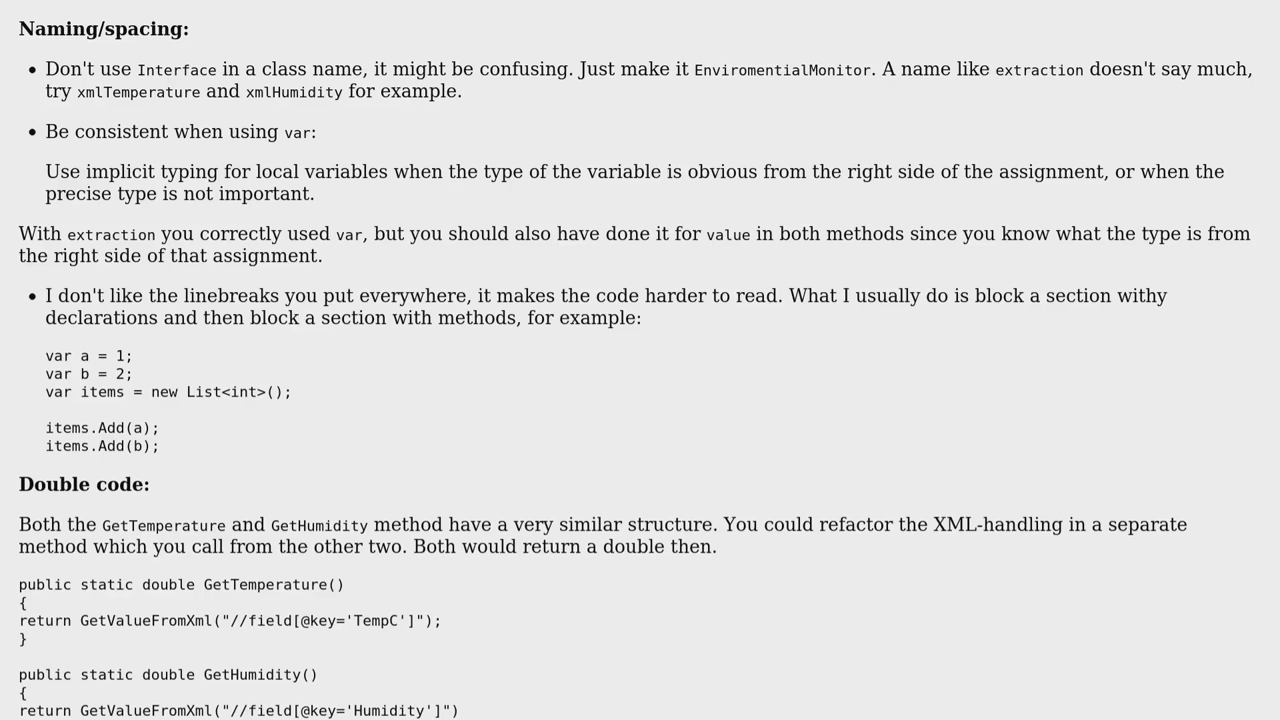 Naming/spacing:
• Don't use Interface in a class name, it might be confusing. Just make it EnviromentialMonitor. A name like extraction doesn't say much,
try xmlTemperature and xmlHumidity for example.
• Be consistent when using var:
Use implicit typing for local variables when the type of the variable is obvious from the right side of the assignment, or when the
precise type is not important.
With extraction you correctly used var, but you should also have done it for value in both methods since you know what the type is from
the right side of that assignment.
• I don't like the linebreaks you put everywhere, it makes the code harder to read. What I usually do is block a section withy
declarations and then block a section with methods, for example:
var a = 1;
var b = 2;
var items = new List<int>();
items.Add(a);
items.Add(b);
Double code:
Both the GetTemperature and GetHumidity method have a very similar structure. You could refactor the XML-handling in a separate
method which you call from the other two. Both would return a double then.
public static double GetTemperature()
{
return GetValueFromXml("//field[@key='TempC']");
}
public static double GetHumidity()
{
return GetValueFromXml("//field[@key='Humidity']")